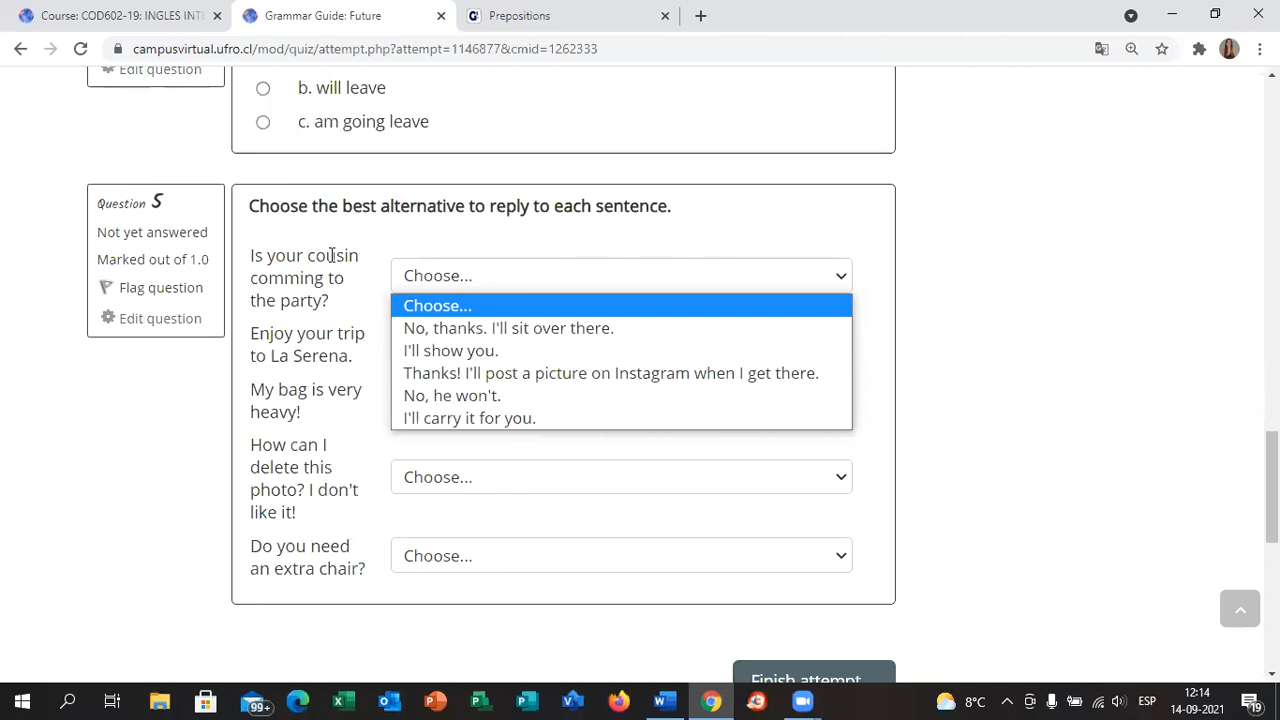 Course: COD602-19: INGLES INT
Grammar Guide: Future
Prepositions
campusvirtual.ufro.cl/mod/quiz/attempt.php?attempt=1146877&cmid=1262333
Edit question
b. will leave
c. am going leave
Question 5
Not yet answered
Marked out of 1.0
Flag question
Edit question
Choose the best alternative to reply to each sentence.
Is your cousin
comming to
the party?
Choose...
Choose...
No, thanks. I'll sit over there.
I'll show you.
Thanks! I'll post a picture on Instagram when I get there.
No, he won't.
I'll carry it for you.
Enjoy your trip
to La Serena.
My bag is very
heavy!
How can I
delete this
photo? I don't
like it!
Choose...
Do you need
an extra chair?
Choose...
Finish attempt
99+
8°C
ESP
12:14
14-09-2021
19